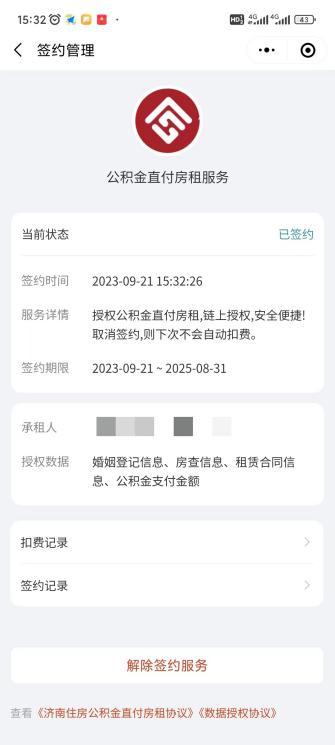 15:32
HD
4G
4G
43
签约管理
公积金直付房租服务
当前状态 已签约
签约时间 2023-09-21 15:32:26
服务详情 授权公积金直付房租,链上授权,安全便捷!
取消签约,则下次不会自动扣费。
签约期限 2023-09-21 ~ 2025-08-31
承租人
授权数据 婚姻登记信息、房查信息、租赁合同信
息、公积金支付金额
扣费记录
签约记录
解除签约服务
查看《济南住房公积金直付房租协议》《数据授权协议》